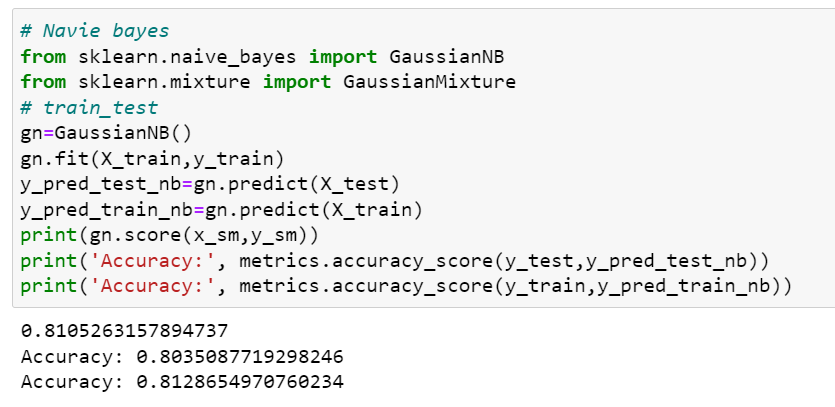 # Navie bayes
from sklearn.naive_bayes import GaussianNB
from sklearn.mixture import GaussianMixture
# train_test
gn=GaussianNB()
gn.fit(X_train,y_train)
y_pred_test_nb=gn.predict(X_test)
y_pred_train_nb=gn.predict(X_train)
print(gn.score(x_sm,y_sm))
print('Accuracy:', metrics.accuracy_score(y_test,y_pred_test_nb))
print('Accuracy:', metrics.accuracy_score(y_train,y_pred_train_nb))
0.8105263157894737
Accuracy: 0.8035087719298246
Accuracy: 0.8128654970760234